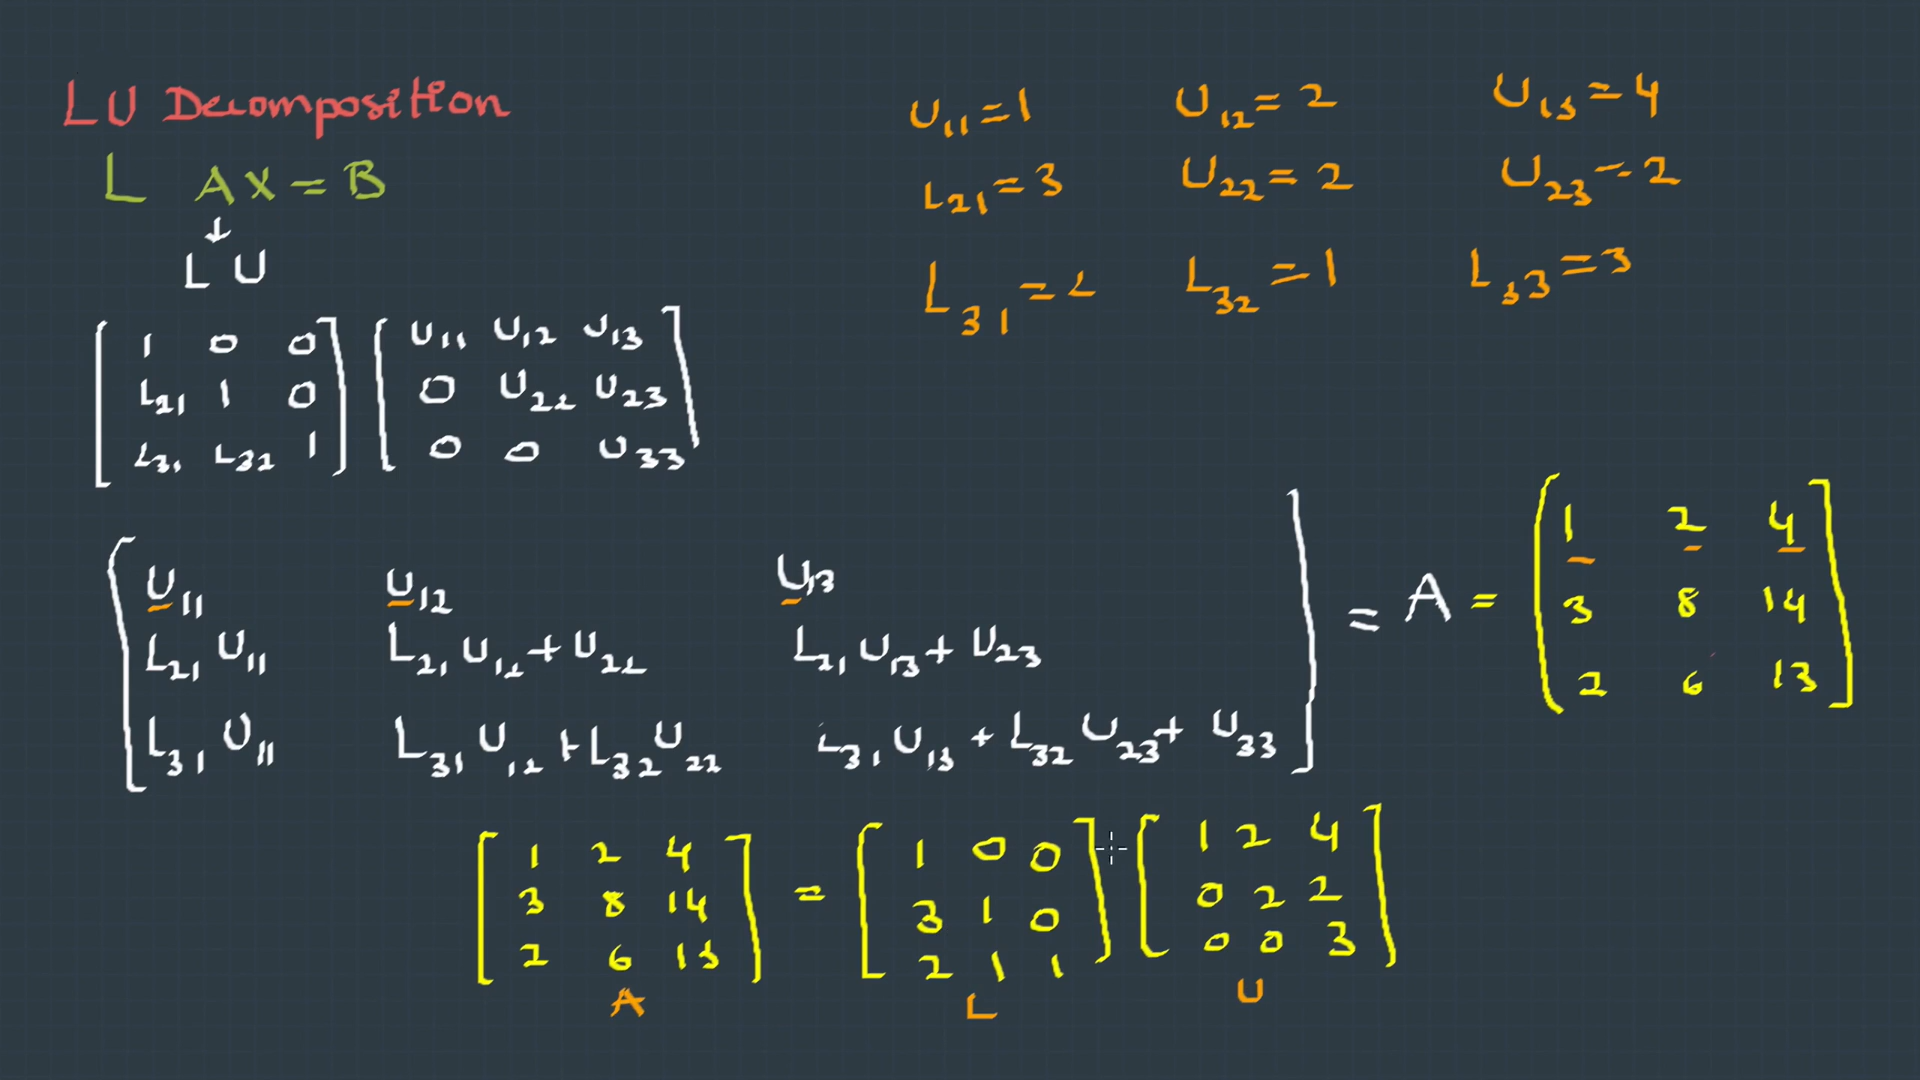 LU Decomposition
L AX = B
↓
L U
[ 1 0 0 ] [ U11 U12 U13 ]
[ L21 1 0 ] [ 0 U22 U23 ]
[ L31 L32 1 ] [ 0 0 U33 ]
U11 = 1 U12 = 2 U13 = 4
L21 = 3 U22 = 2 U23 = 2
L31 = 2 L32 = 1 L33 = 3
[ U11 U12 U13 ] [ 1 2 4 ]
[ L21 U11 L21 U12 + U22 L21 U13 + U23 ] = A = [ 3 8 14 ]
[ L31 U11 L31 U12 + L32 U22 L31 U13 + L32 U23 + U33 ] [ 2 6 13 ]
[ 1 2 4 ] [ 1 0 0 ] [ 1 2 4 ]
[ 3 8 14 ] = [ 3 1 0 ] [ 0 2 2 ]
[ 2 6 13 ] [ 2 1 1 ] [ 0 0 3 ]
A L U